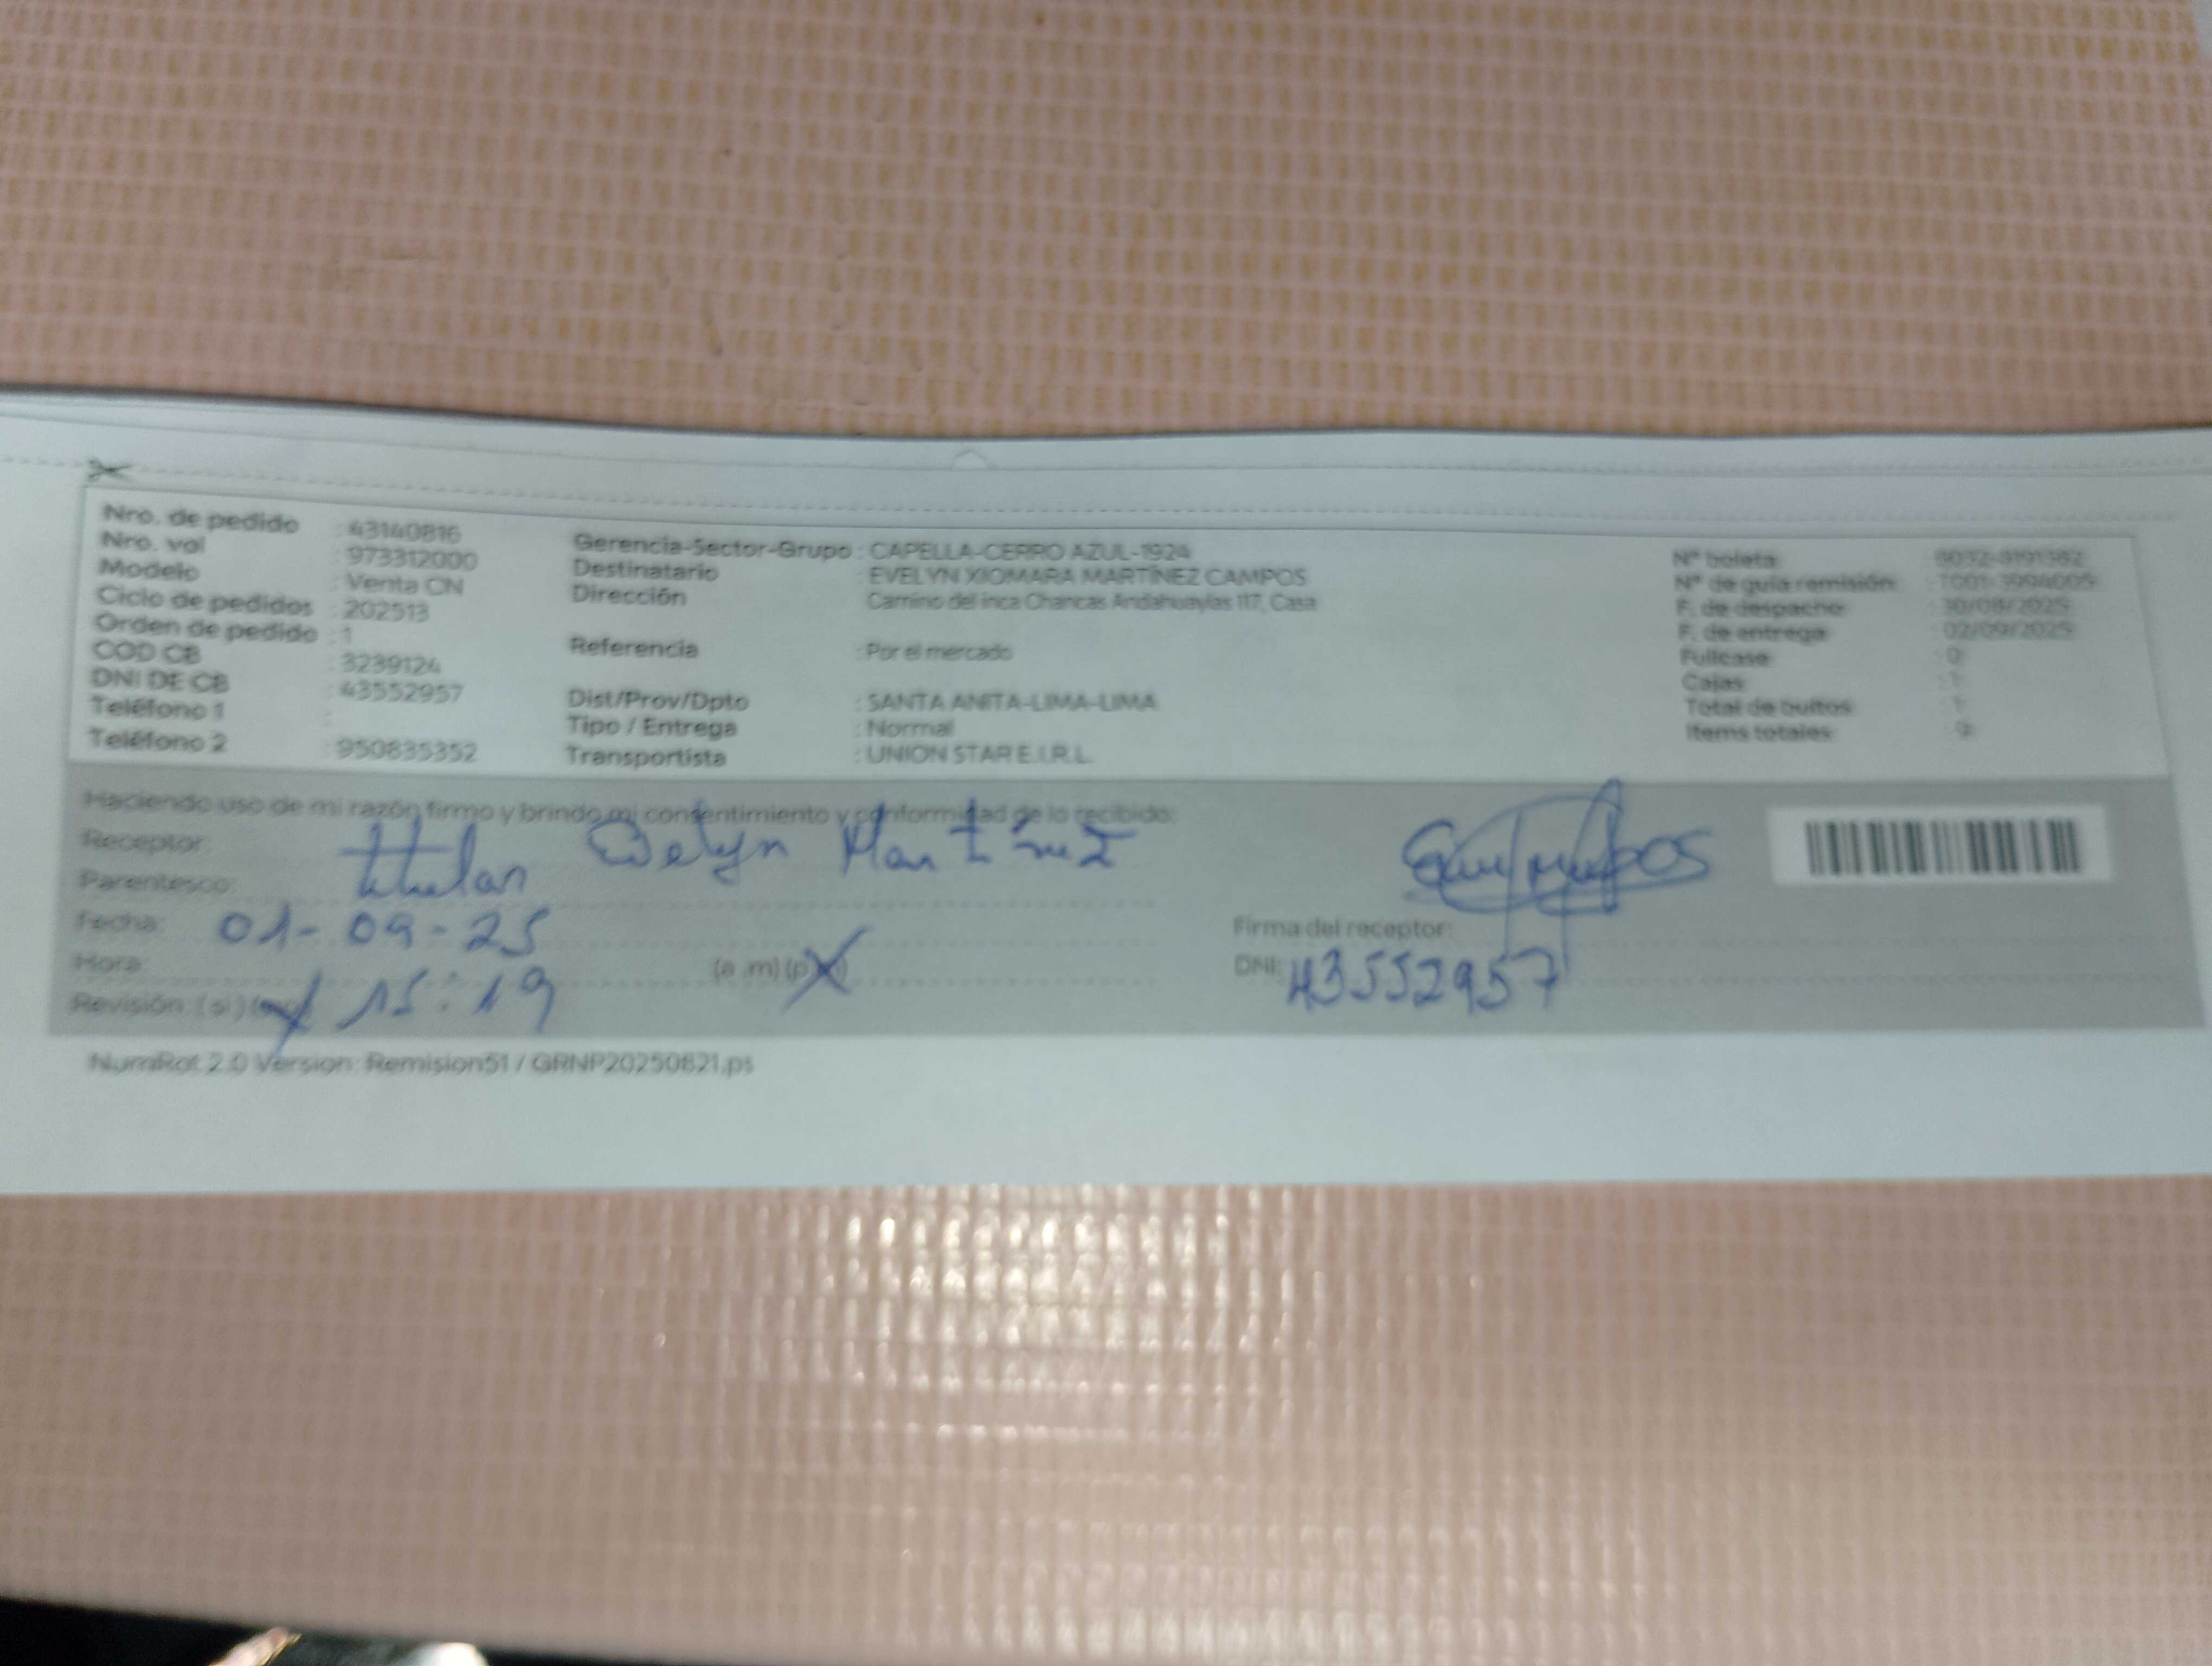 Nro. de pedido : 43140816
Nro. vol : 973312000
Modelo : Venta CN
Ciclo de pedidos : 202513
Orden de pedido : 1
COD CB : 3239124
DNI DE CB : 43552957
Teléfono 1 :
Teléfono 2 : 950835352
Gerencia-Sector-Grupo : CAPELLA-CERRO AZUL-1924
Destinatario : EVELYN XIOMARA MARTÍNEZ CAMPOS
Dirección : Camino del inca Chancas Andahuaylas 117, Casa
Referencia : Por el mercado
Dist/Prov/Dpto : SANTA ANITA-LIMA-LIMA
Tipo / Entrega : Normal
Transportista : UNION STAR E.I.R.L.
N° boleta :
N° de guía remisión :
F. de despacho : 30/08/2025
F. de entrega : 02/09/2025
Fullcase : 0
Cajas : 1
Total de bultos : 1
Items totales :
Haciendo uso de mi razón firmo y brindo mi consentimiento y conformidad de lo recibido:
Receptor: Evelyn Martínez
Parentesco: titular
Fecha: 01-09-25
Hora: 15:19 (a .m) (p
Revisión: (si) (
Firma del receptor:
DNI: 43552957
NumRot 2.0 Version: Remision51 / GRNP20250821.ps